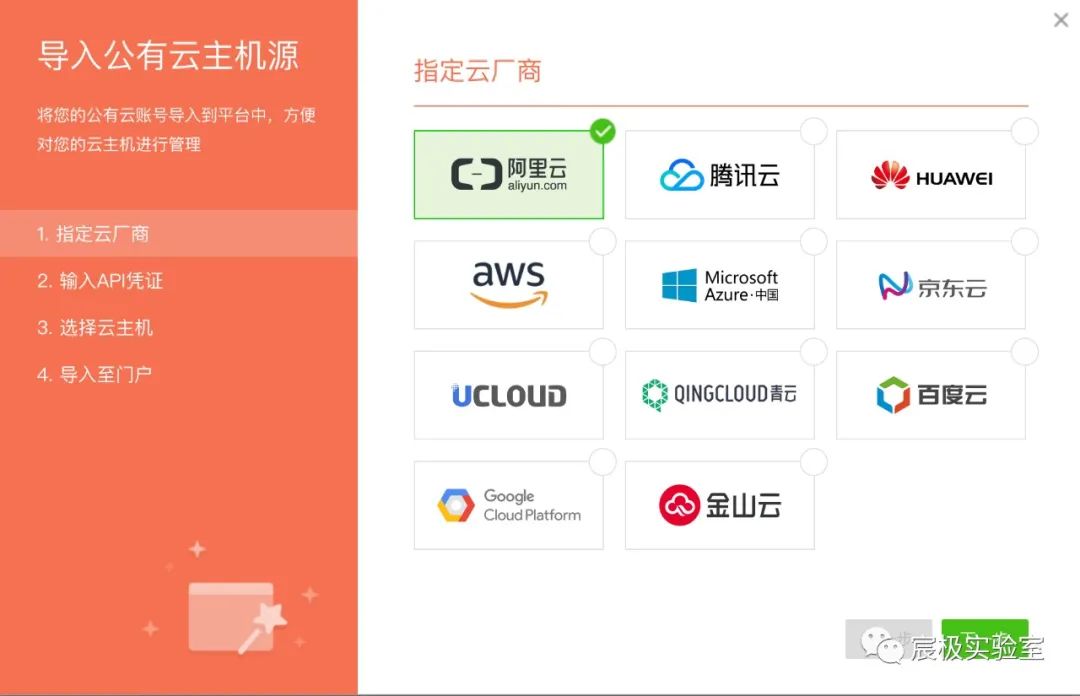 导入公有云主机源
将您的公有云账号导入到平台中，方便
对您的云主机进行管理
1. 指定云厂商
2. 输入API凭证
3. 选择云主机
4. 导入至门户
指定云厂商
阿里云
aliyun.com
腾讯云
HUAWEI
aws
Microsoft
Azure·中国
京东云
UCLOUD
QINGCLOUD青云
百度云
Google
Cloud Platform
金山云
宸极实验室